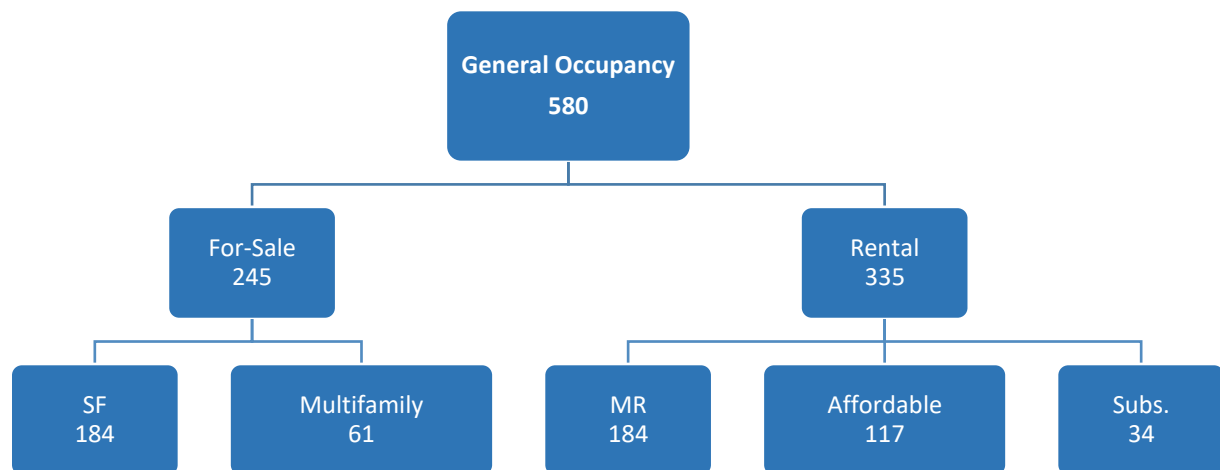 General Occupancy
580
For-Sale
245
Rental
335
SF
184
Multifamily
61
MR
184
Affordable
117
Subs.
34